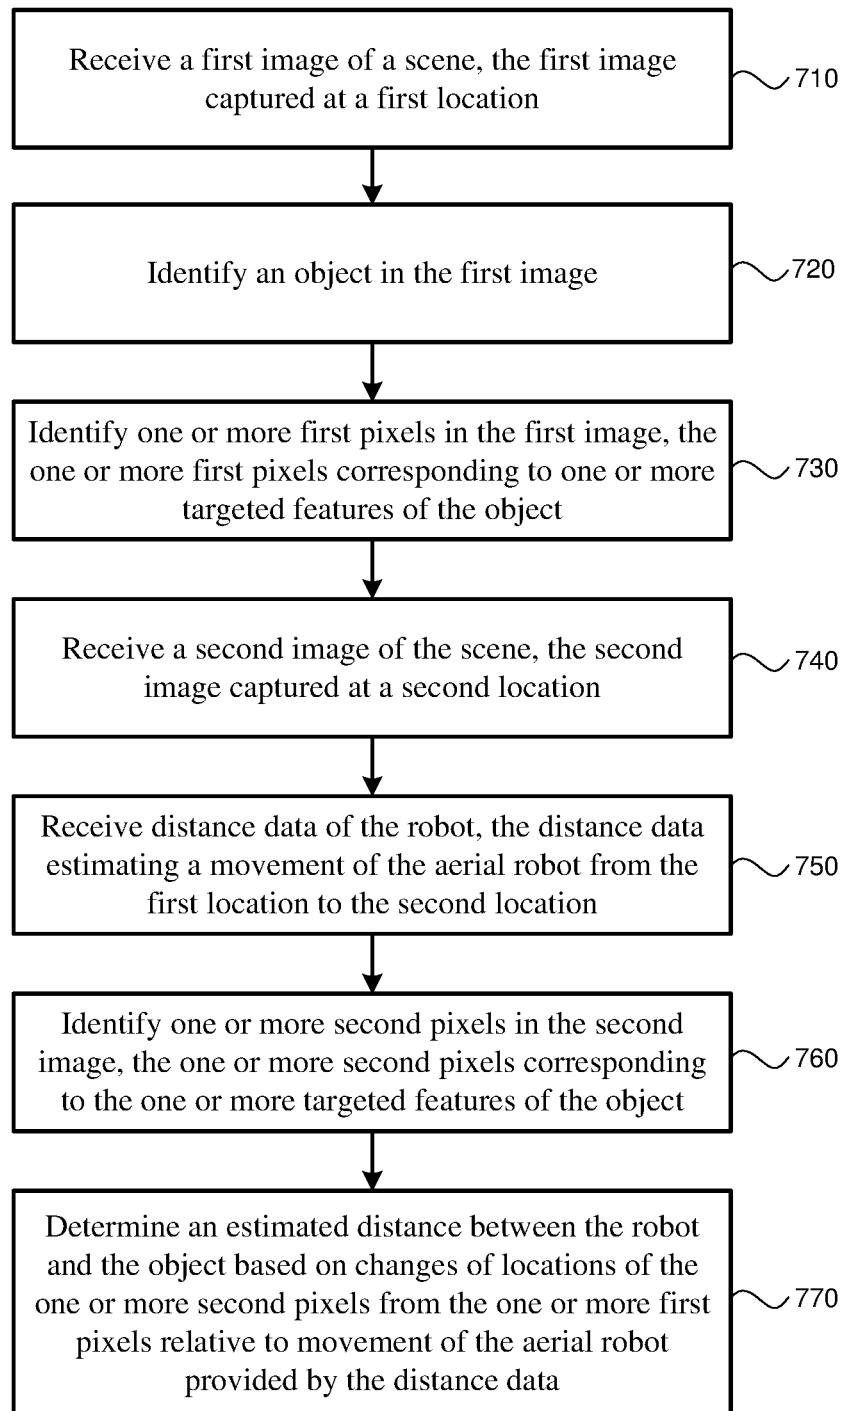 Receive a first image of a scene, the first image
captured at a first location
710
Identify an object in the first image
720
Identify one or more first pixels in the first image, the
one or more first pixels corresponding to one or more
targeted features of the object
730
Receive a second image of the scene, the second
image captured at a second location
740
Receive distance data of the robot, the distance data
estimating a movement of the aerial robot from the
first location to the second location
750
Identify one or more second pixels in the second
image, the one or more second pixels corresponding
to the one or more targeted features of the object
760
Determine an estimated distance between the robot
and the object based on changes of locations of the
one or more second pixels from the one or more first
pixels relative to movement of the aerial robot
provided by the distance data
770